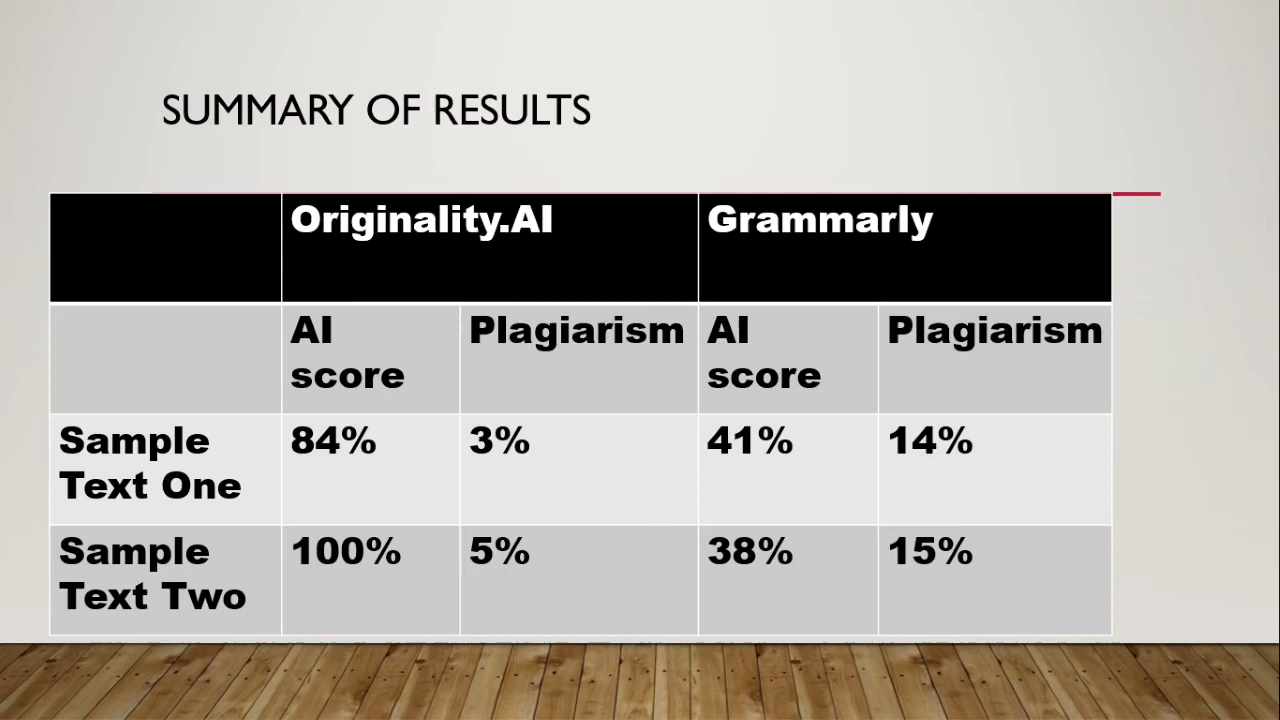 SUMMARY OF RESULTS
Originality.AI Grammarly
AI score Plagiarism AI score Plagiarism
Sample Text One 84% 3% 41% 14%
Sample Text Two 100% 5% 38% 15%